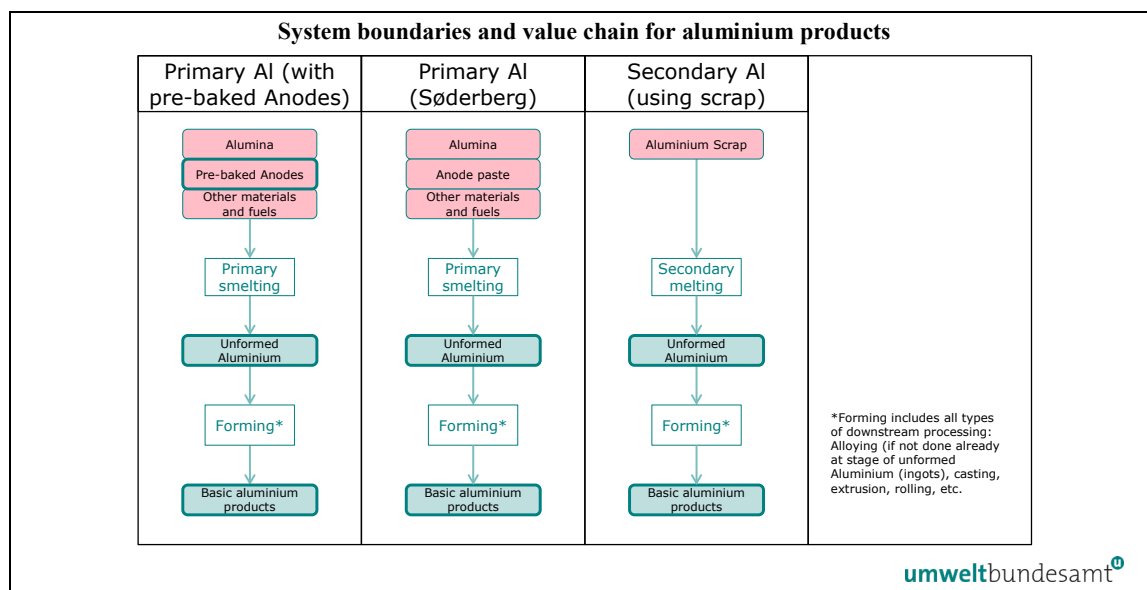 System boundaries and value chain for aluminium products
Primary Al (with
pre-baked Anodes)
Alumina
Pre-baked Anodes
Other materials
and fuels
Primary
smelting
Unformed
Aluminium
Forming*
Basic aluminium
products
Primary Al
(Søderberg)
Alumina
Anode paste
Other materials
and fuels
Primary
smelting
Unformed
Aluminium
Forming*
Basic aluminium
products
Secondary Al
(using scrap)
Aluminium Scrap
Secondary
melting
Unformed
Aluminium
Forming*
Basic aluminium
products
*Forming includes all types
of downstream processing:
Alloying (if not done already
at stage of unformed
Aluminium (ingots), casting,
extrusion, rolling, etc.
umweltbundesamt u